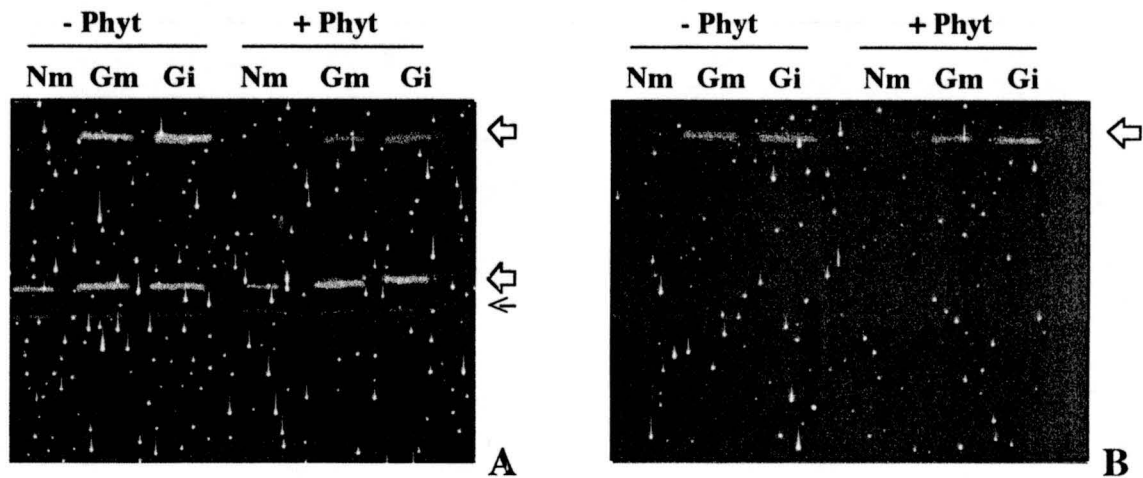 - Phyt + Phyt
Nm Gm Gi Nm Gm Gi
A
- Phyt + Phyt
Nm Gm Gi Nm Gm Gi
B